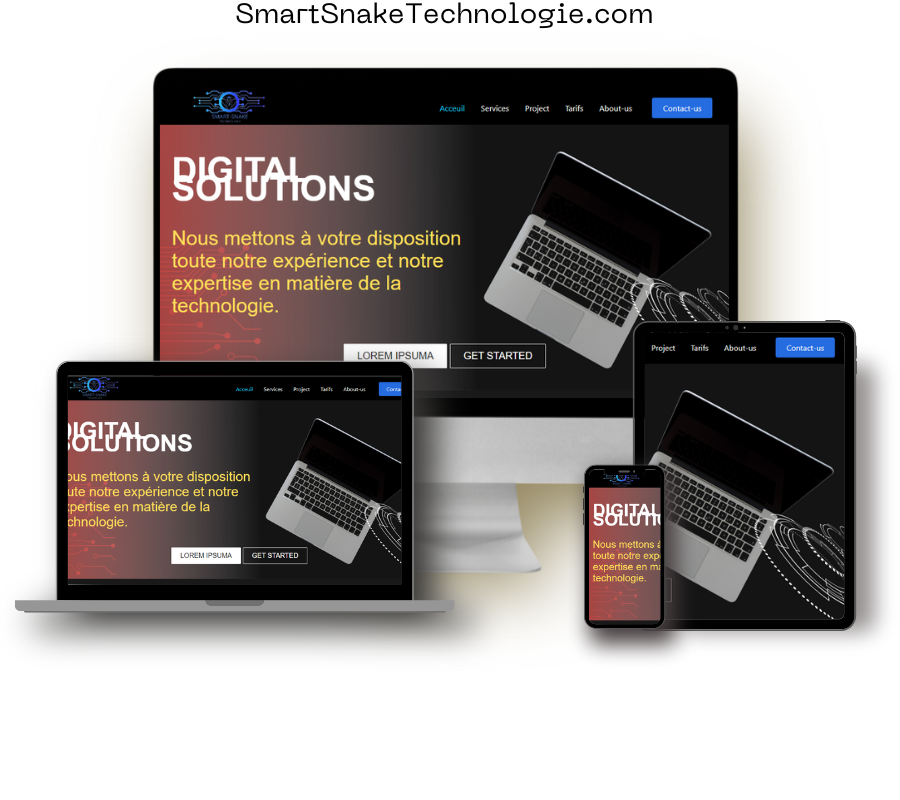 SmartSnakeTechnologie.com
SMART-SNAKE
Acceuil Services Project Tarifs About-us Contact-us
DIGITAL
SOLUTIONS
Nous mettons à votre disposition
toute notre expérience et notre
expertise en matière de la
technologie.
LOREM IPSUMA GET STARTED
Acceuil Services Project Tarifs About-us Conta
DIGITAL
SOLUTIONS
ous mettons à votre disposition
ute notre expérience et notre
xpertise en matière de la
chnologie.
LOREM IPSUMA GET STARTED
Project Tarifs About-us Contact-us
DIGITAL
SOLUTI
Nous mettons à
toute notre exp
expertise en ma
technologie.